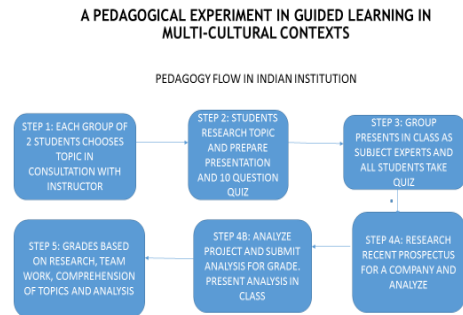 A PEDAGOGICAL EXPERIMENT IN GUIDED LEARNING IN
MULTI-CULTURAL CONTEXTS
PEDAGOGY FLOW IN INDIAN INSTITUTION
STEP 1: EACH GROUP OF
2 STUDENTS CHOOSES
TOPIC IN
CONSULTATION WITH
INSTRUCTOR
STEP 2: STUDENTS
RESEARCH TOPIC
AND PREPARE
PRESENTATION
AND 10 QUESTION
QUIZ
STEP 3: GROUP
PRESENTS IN CLASS AS
SUBJECT EXPERTS AND
ALL STUDENTS TAKE
QUIZ
STEP 4A: RESEARCH
RECENT PROSPECTUS
FOR A COMPANY AND
ANALYZE
STEP 4B: ANALYZE
PROJECT AND SUBMIT
ANALYSIS FOR GRADE.
PRESENT ANALYSIS IN
CLASS
STEP 5: GRADES BASED
ON RESEARCH, TEAM
WORK, COMPREHENSION
OF TOPICS AND ANALYSIS